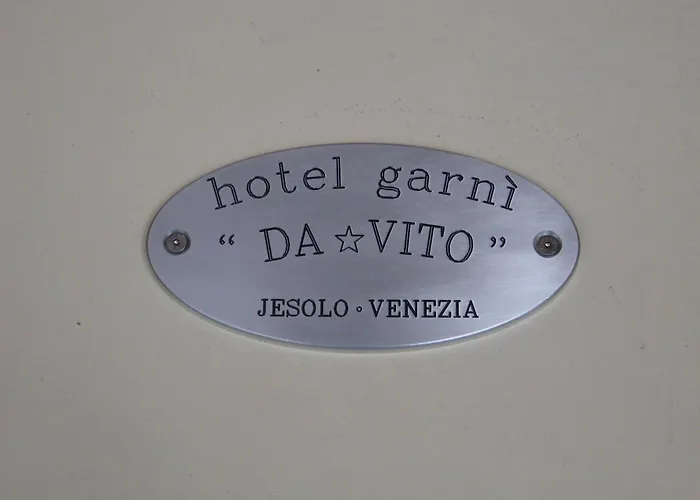 hotel garnì
“ DA ☆ VITO ”
JESOLO ◦ VENEZIA